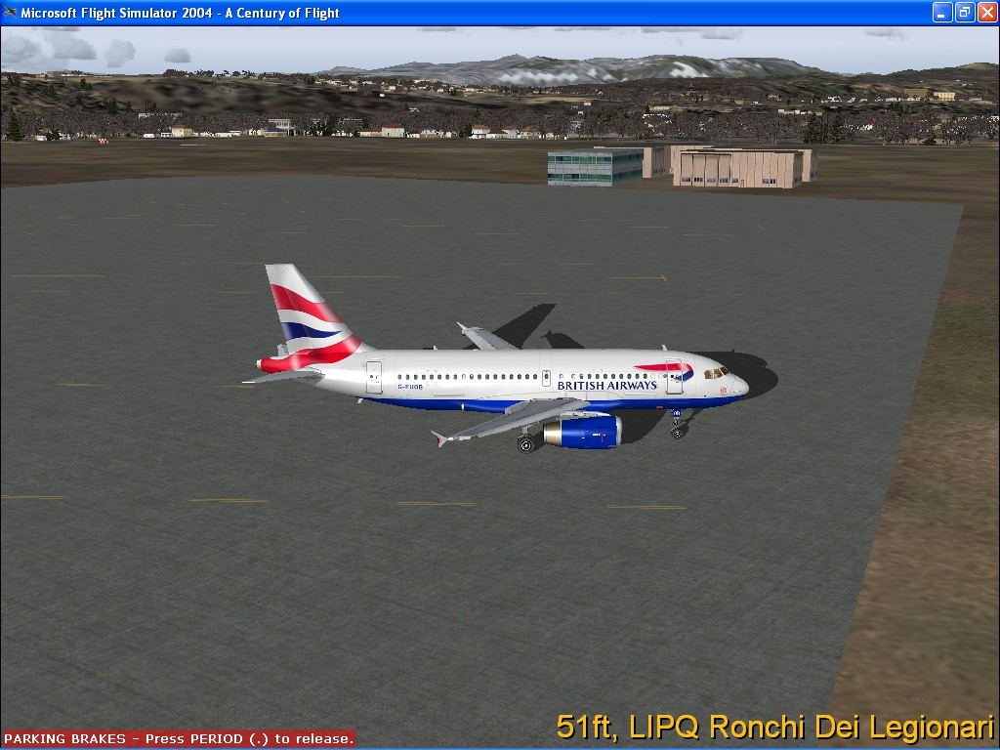 Microsoft Flight Simulator 2004 - A Century of Flight
BRITISH AIRWAYS
PARKING BRAKES - Press PERIOD (.) to release.
51ft, LIPQ Ronchi Dei Legionari